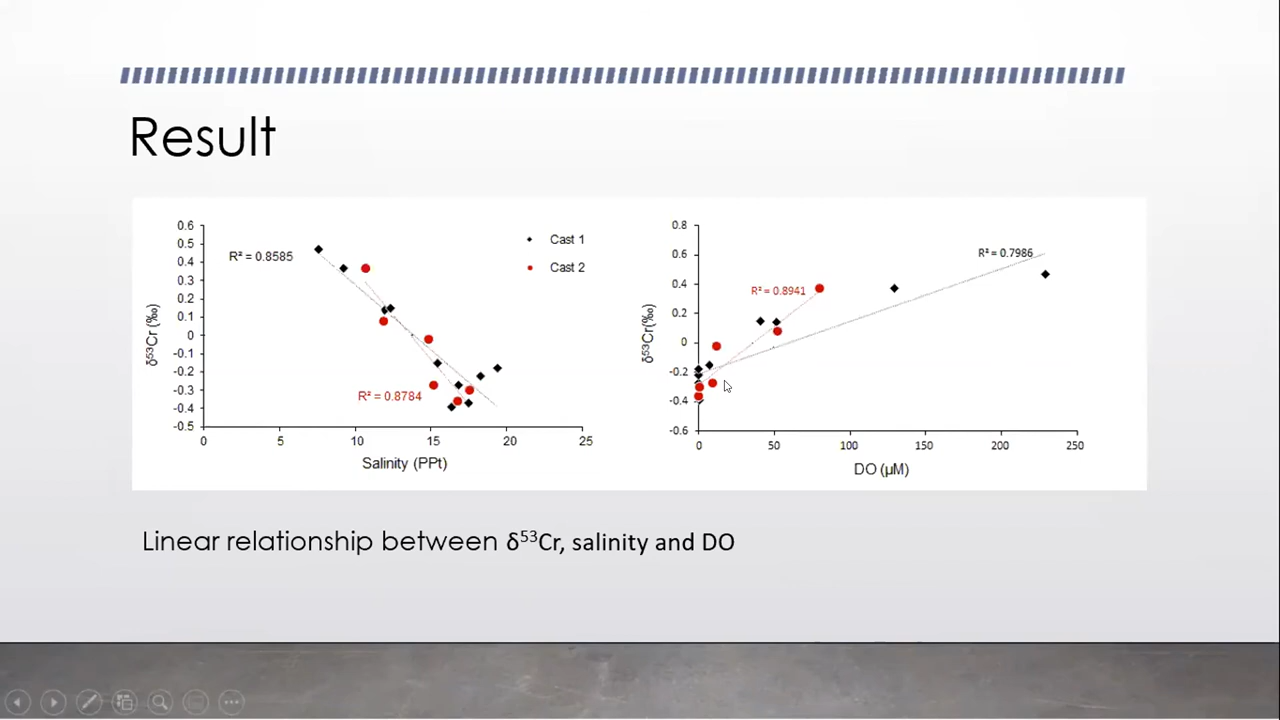 Result
0.6
0.5
0.4
0.3
0.2
0.1
0
-0.1
-0.2
-0.3
-0.4
-0.5
δ⁵³Cr (‰)
R² = 0.8585
R² = 0.8784
Cast 1
Cast 2
0 5 10 15 20 25
Salinity (PPt)
0.8
0.6
0.4
0.2
0
-0.2
-0.4
-0.6
δ⁵³Cr(‰)
R² = 0.7986
R² = 0.8941
0 50 100 150 200 250
DO (µM)
Linear relationship between δ⁵³Cr, salinity and DO